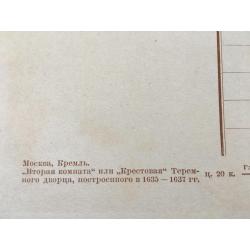 Москва, Кремль.
„Вторая комната“ или „Крестовая“ Терем-
ного дворца, построенного в 1635 — 1637 гг.
ц. 20 к.